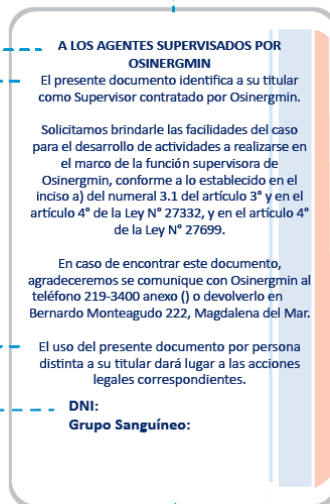 A LOS AGENTES SUPERVISADOS POR
OSINERGMIN
El presente documento identifica a su titular
como Supervisor contratado por Osinergmin.
Solicitamos brindarle las facilidades del caso
para el desarrollo de actividades a realizarse en
el marco de la función supervisora de
Osinergmin, conforme a lo establecido en el
inciso a) del numeral 3.1 del artículo 3° y en el
artículo 4° de la Ley N° 27332, y en el artículo 4°
de la Ley N° 27699.
En caso de encontrar este documento,
agradeceremos se comunique con Osinergmin al
teléfono 219-3400 anexo () o devolverlo en
Bernardo Monteagudo 222, Magdalena del Mar.
El uso del presente documento por persona
distinta a su titular dará lugar a las acciones
legales correspondientes.
DNI:
Grupo Sanguíneo: